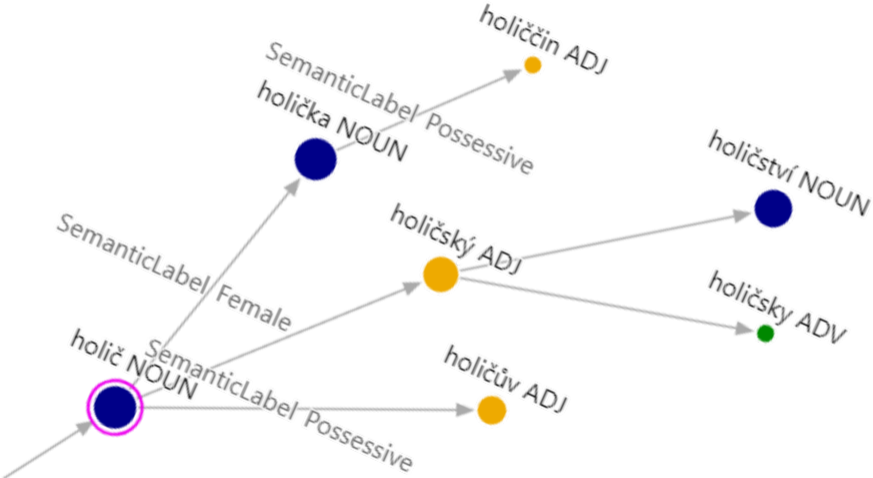 holiččin ADJ
SemanticLabel Possessive
holička NOUN
holičství NOUN
holičský ADJ
SemanticLabel Female
holičsky ADV
holič NOUN
SemanticLabel Possessive
holičův ADJ